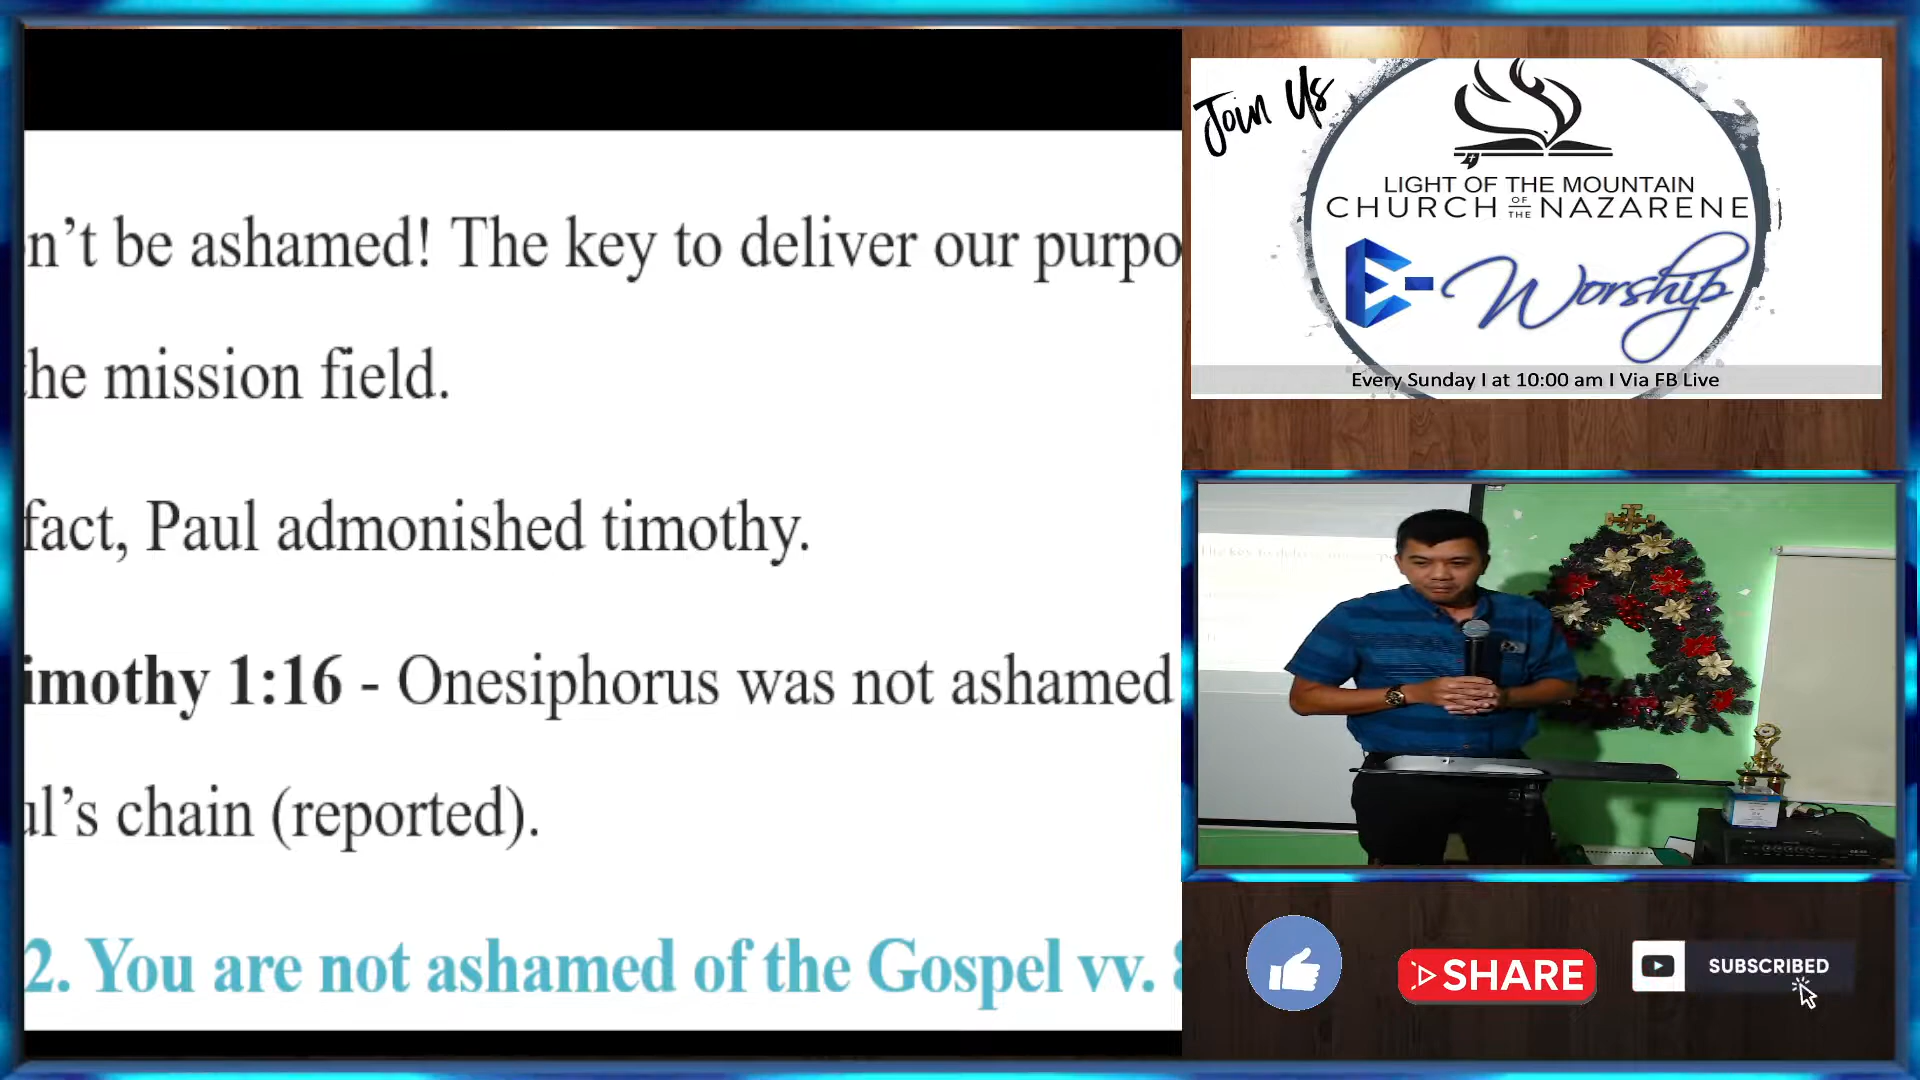 n’t be ashamed! The key to deliver our purpo
the mission field.
fact, Paul admonished timothy.
imothy 1:16 - Onesiphorus was not ashamed
ul’s chain (reported).
2. You are not ashamed of the Gospel vv.
Join Us
LIGHT OF THE MOUNTAIN
CHURCH OF THE NAZARENE
E-Worship
Every Sunday I at 10:00 am I Via FB Live
SHARE
SUBSCRIBED